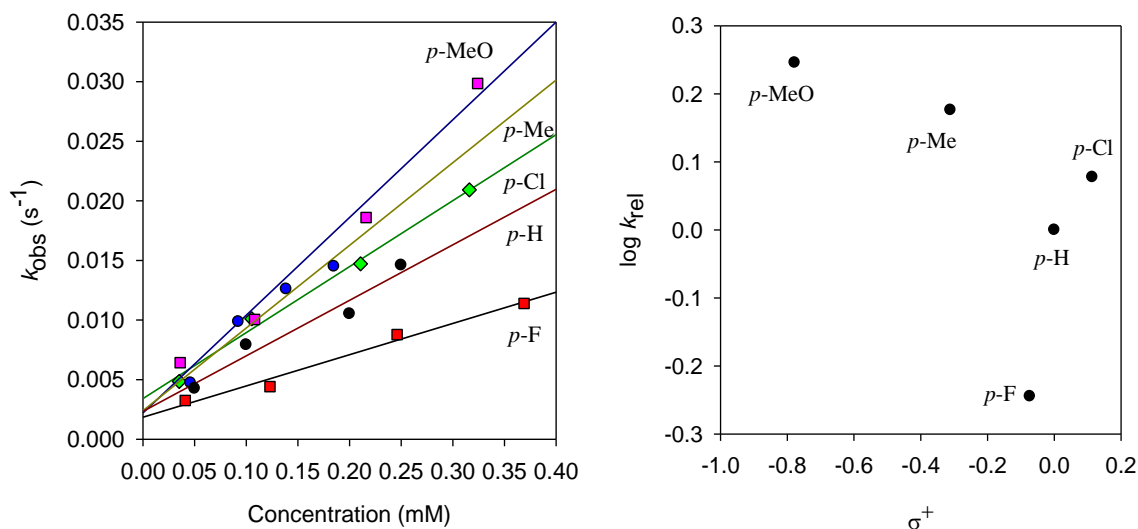 0.035
0.030
0.025
0.020
0.015
0.010
0.005
0.000
k_obs (s⁻¹)
0.00 0.05 0.10 0.15 0.20 0.25 0.30 0.35 0.40
Concentration (mM)
p-MeO
p-Me
p-Cl
p-H
p-F
0.3
0.2
0.1
0.0
-0.1
-0.2
-0.3
log k_rel
-1.0 -0.8 -0.6 -0.4 -0.2 0.0 0.2
σ⁺
p-MeO
p-Me
p-Cl
p-H
p-F